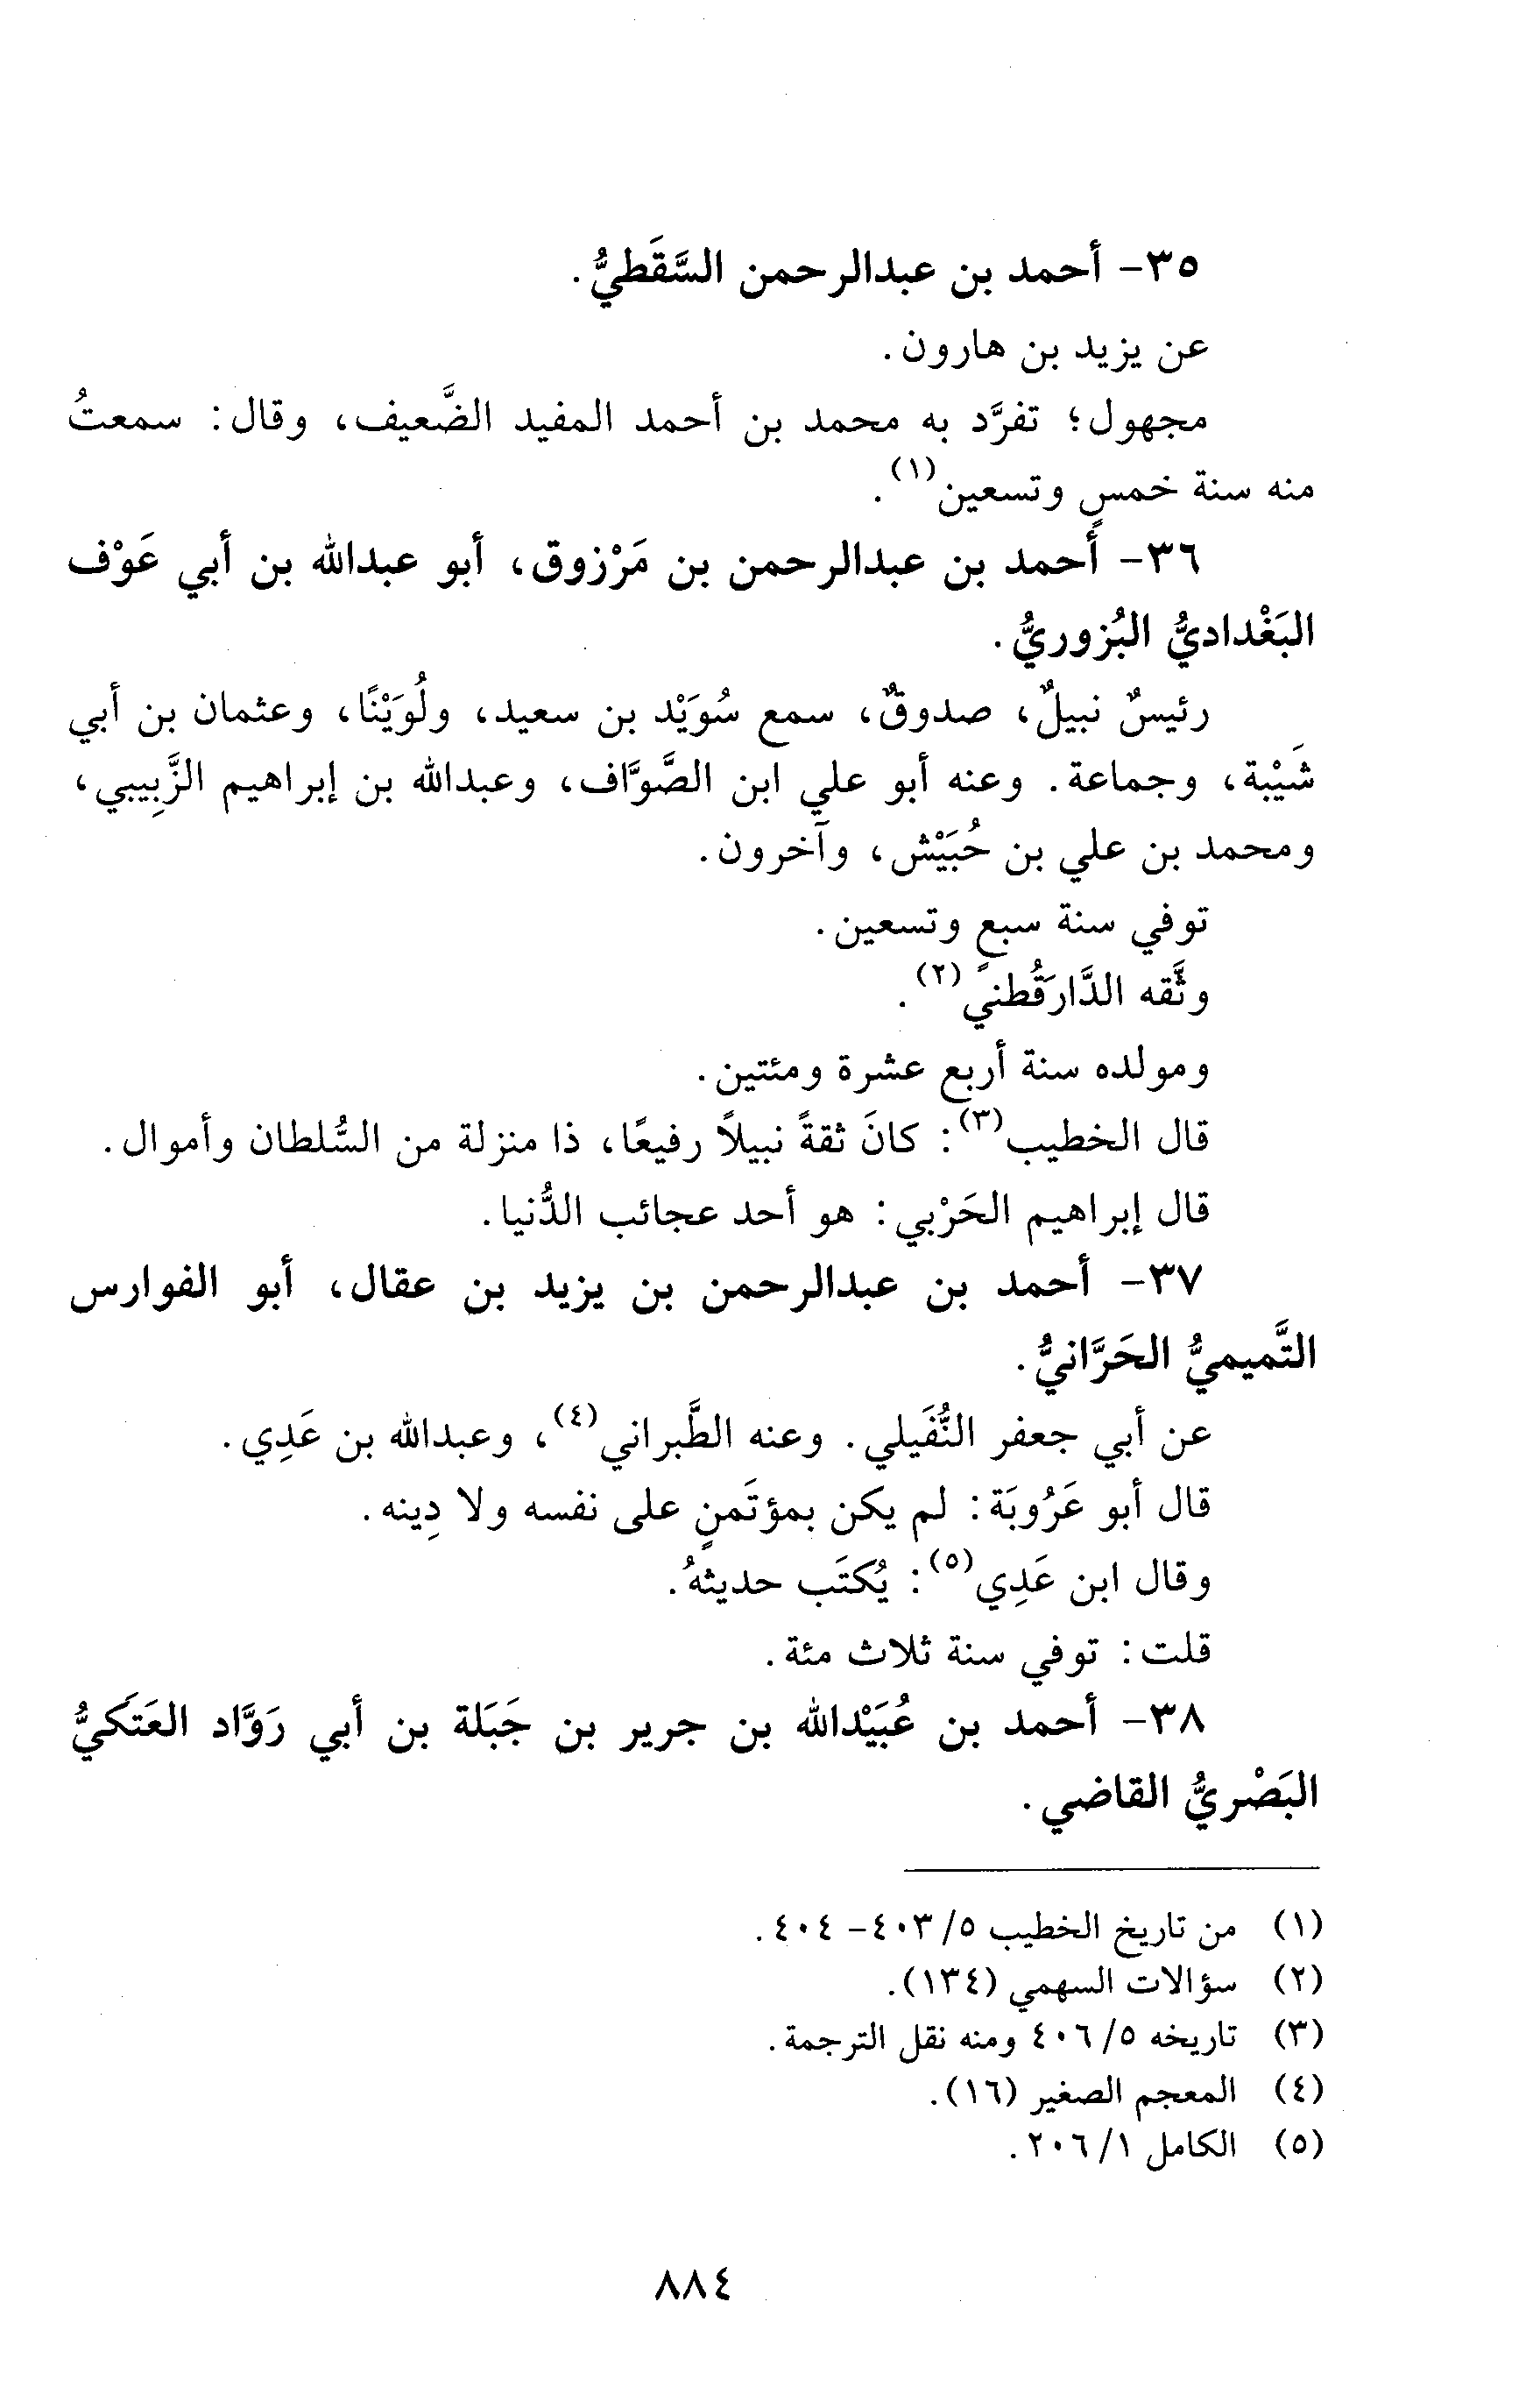 ٣٥- أحمد بن عبدالرحمن السَّقَطيُّ.
عن يزيد بن هارون.
مجهول؛ تفرَّد به محمد بن أحمد المفيد الضَّعيف، وقال: سمعتُ
منه سنة خمسٍ وتسعين(١).
٣٦- أحمد بن عبدالرحمن بن مَرْزوق، أبو عبدالله بن أبي عَوْف
البَغْداديُّ البُزوريُّ.
رئيسٌ نبيلٌ، صدوقٌ، سمع سُوَيْد بن سعيد، ولُوَيْنًا، وعثمان بن أبي
شَيْبة، وجماعة. وعنه أبو علي ابن الصَّوَّاف، وعبدالله بن إبراهيم الزَّبِيبي،
ومحمد بن علي بن حُبَيْش، وآخرون.
توفي سنة سبعٍ وتسعين.
وثَّقه الدَّارَقُطني(٢).
ومولده سنة أربع عشرة ومئتين.
قال الخطيب(٣): كانَ ثقةً نبيلاً رفيعًا، ذا منزلة من السُّلطان وأموال.
قال إبراهيم الحَرْبي: هو أحد عجائب الدُّنيا.
٣٧- أحمد بن عبدالرحمن بن يزيد بن عقال، أبو الفوارس
التَّميميُّ الحَرَّانيُّ.
عن أبي جعفر النُّفَيلي. وعنه الطَّبراني(٤)، وعبدالله بن عَدِي.
قال أبو عَرُوبَة: لم يكن بمؤتَمنٍ على نفسه ولا دِينه.
وقال ابن عَدِي(٥): يُكتَب حديثهُ.
قلت: توفي سنة ثلاث مئة.
٣٨- أحمد بن عُبَيْدالله بن جرير بن جَبَلة بن أبي رَوَّاد العَتَكيُّ
البَصْريُّ القاضي.
(١) من تاريخ الخطيب ٥/ ٤٠٣- ٤٠٤.
(٢) سؤالات السهمي (١٣٤).
(٣) تاريخه ٥/ ٤٠٦ ومنه نقل الترجمة.
(٤) المعجم الصغير (١٦).
(٥) الكامل ١/ ٢٠٦.
٨٨٤